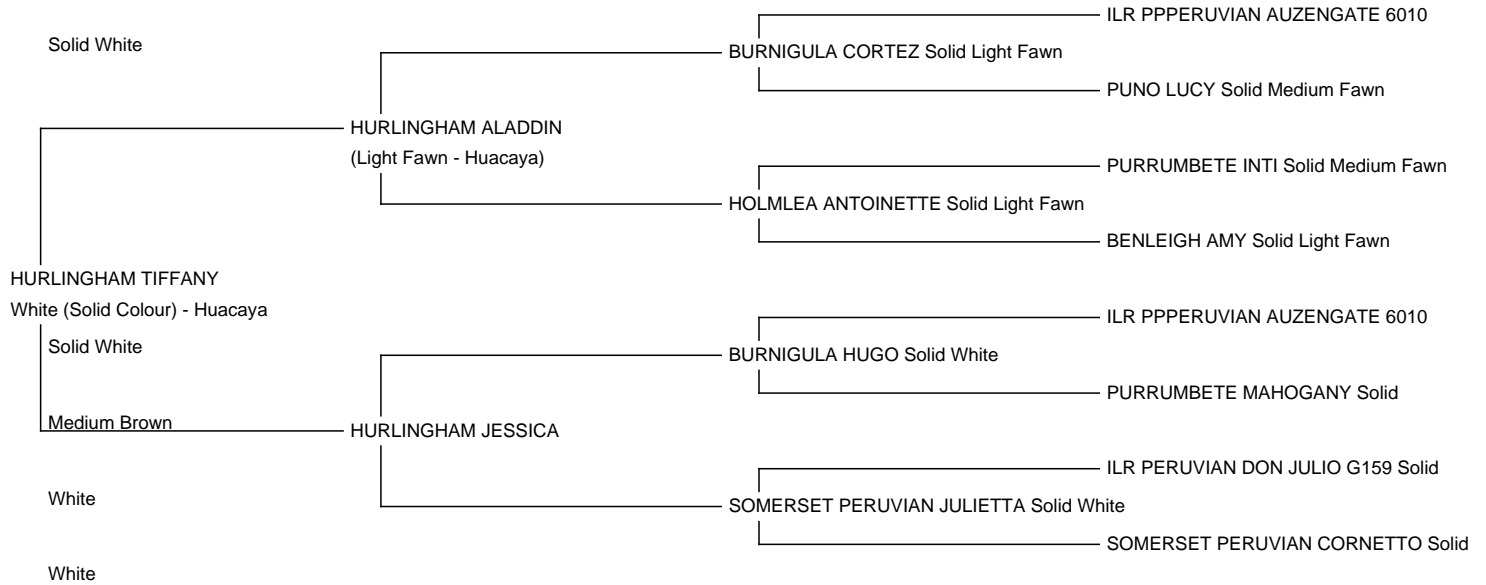 ILR PPPERUVIAN AUZENGATE 6010
Solid White
BURNIGULA CORTEZ Solid Light Fawn
PUNO LUCY Solid Medium Fawn
HURLINGHAM ALADDIN
(Light Fawn - Huacaya)
PURRUMBETE INTI Solid Medium Fawn
HOLMLEA ANTOINETTE Solid Light Fawn
BENLEIGH AMY Solid Light Fawn
HURLINGHAM TIFFANY
White (Solid Colour) - Huacaya
ILR PPPERUVIAN AUZENGATE 6010
Solid White
BURNIGULA HUGO Solid White
PURRUMBETE MAHOGANY Solid
Medium Brown
HURLINGHAM JESSICA
ILR PERUVIAN DON JULIO G159 Solid
White
SOMERSET PERUVIAN JULIETTA Solid White
SOMERSET PERUVIAN CORNETTO Solid
White